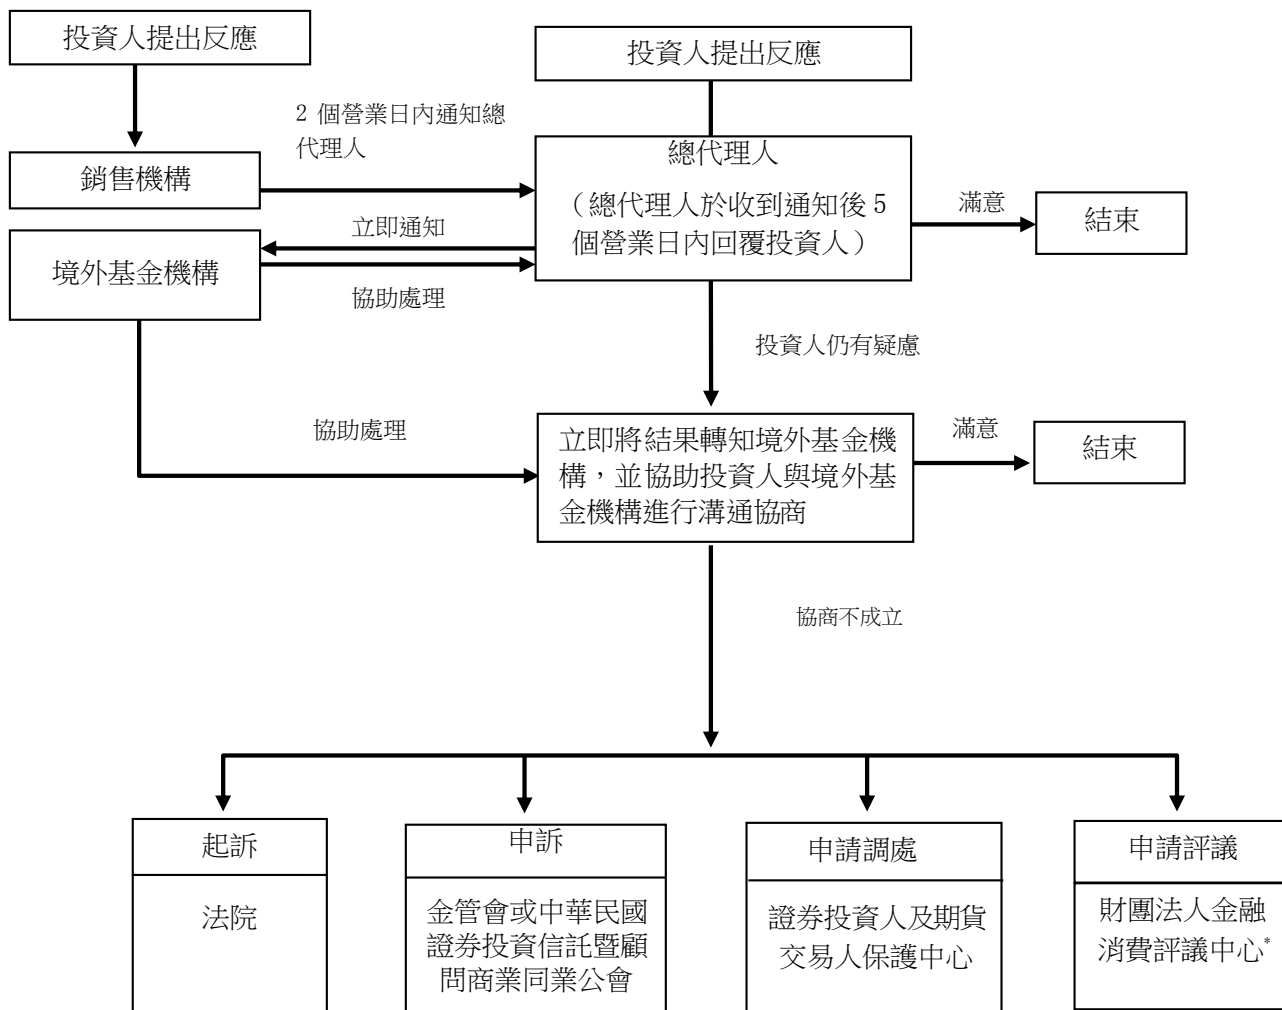 投資人提出反應
投資人提出反應
2 個營業日內通知總
代理人
銷售機構
總代理人
（總代理人於收到通知後 5
個營業日內回覆投資人）
滿意
結束
立即通知
境外基金機構
協助處理
投資人仍有疑慮
協助處理
立即將結果轉知境外基金機
構，並協助投資人與境外基
金機構進行溝通協商
滿意
結束
協商不成立
起訴
法院
申訴
金管會或中華民國
證券投資信託暨顧
問商業同業公會
申請調處
證券投資人及期貨
交易人保護中心
申請評議
財團法人金融
消費評議中心*